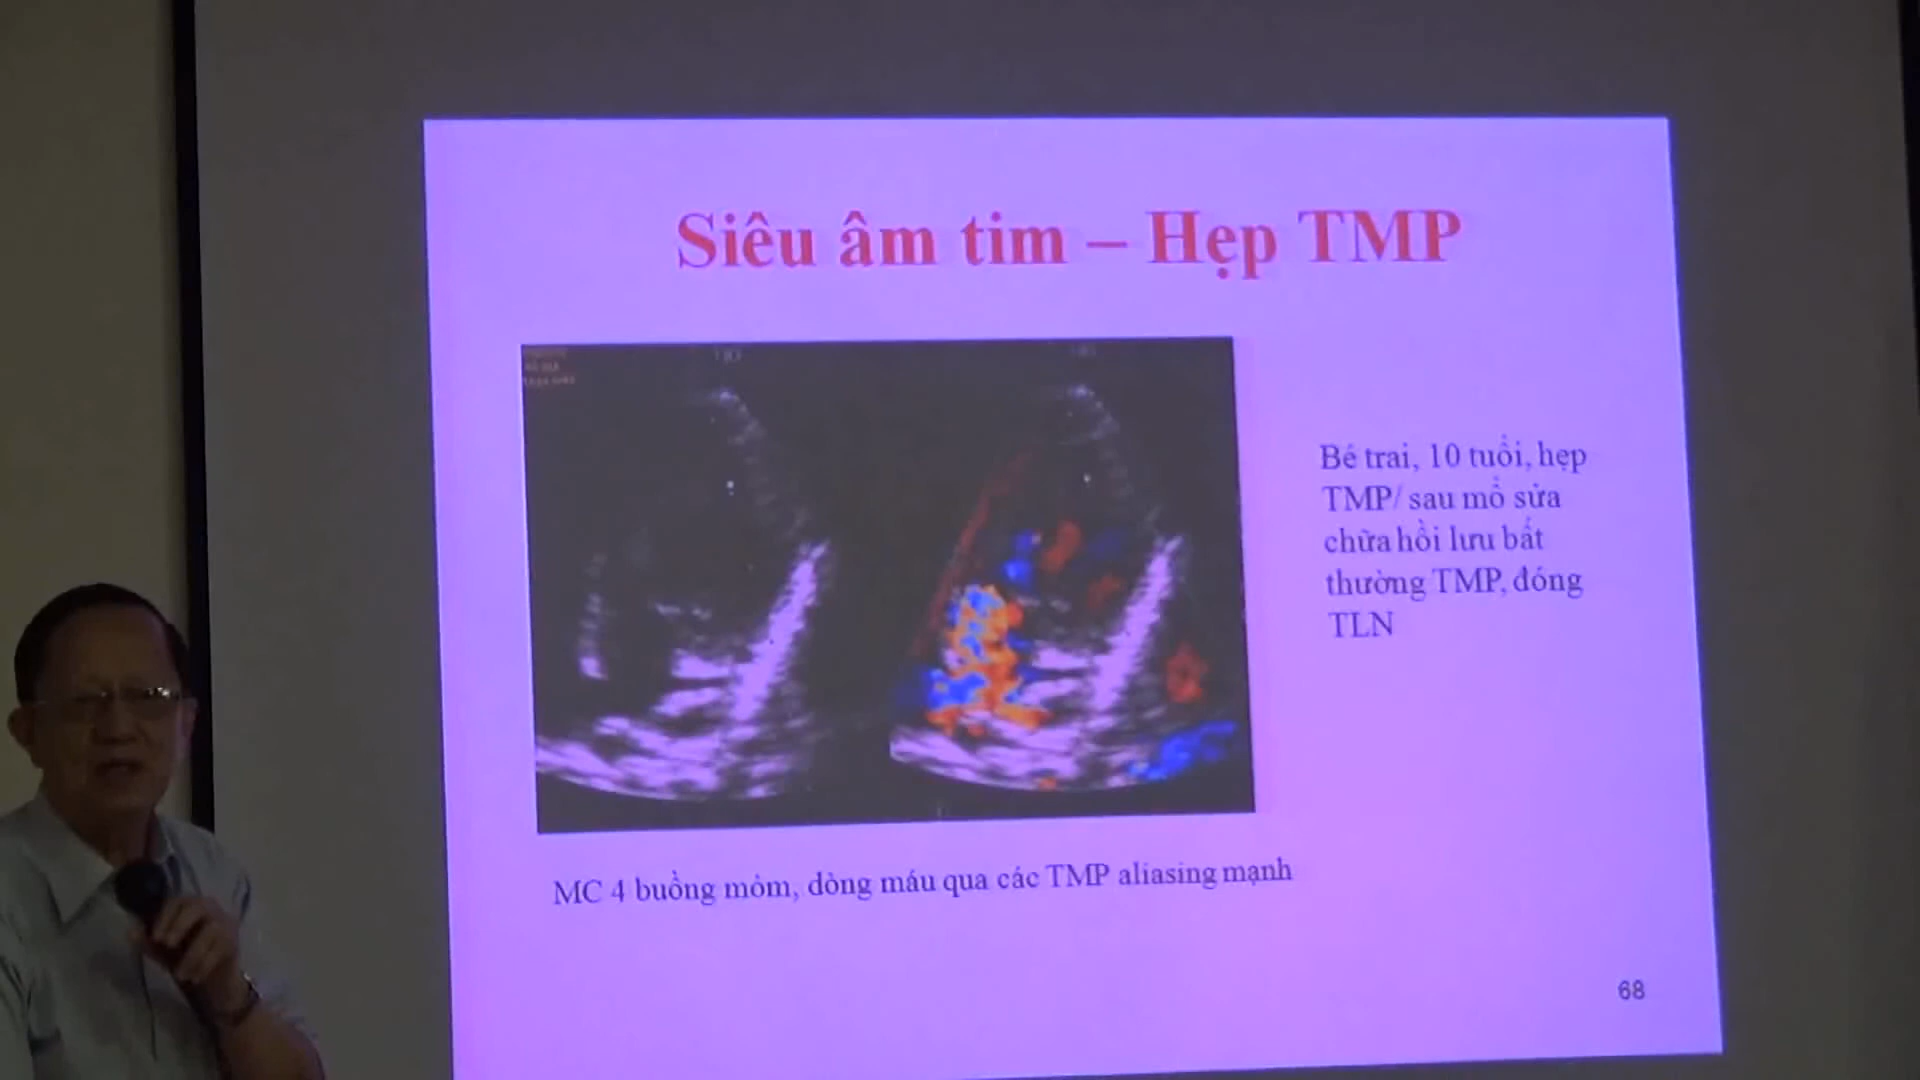 Siêu âm tim – Hẹp TMP
Bé trai, 10 tuổi, hẹp
TMP/ sau mổ sửa
chữa hồi lưu bất
thường TMP, đóng
TLN
MC 4 buồng mỏm, dòng máu qua các TMP aliasing mạnh
68